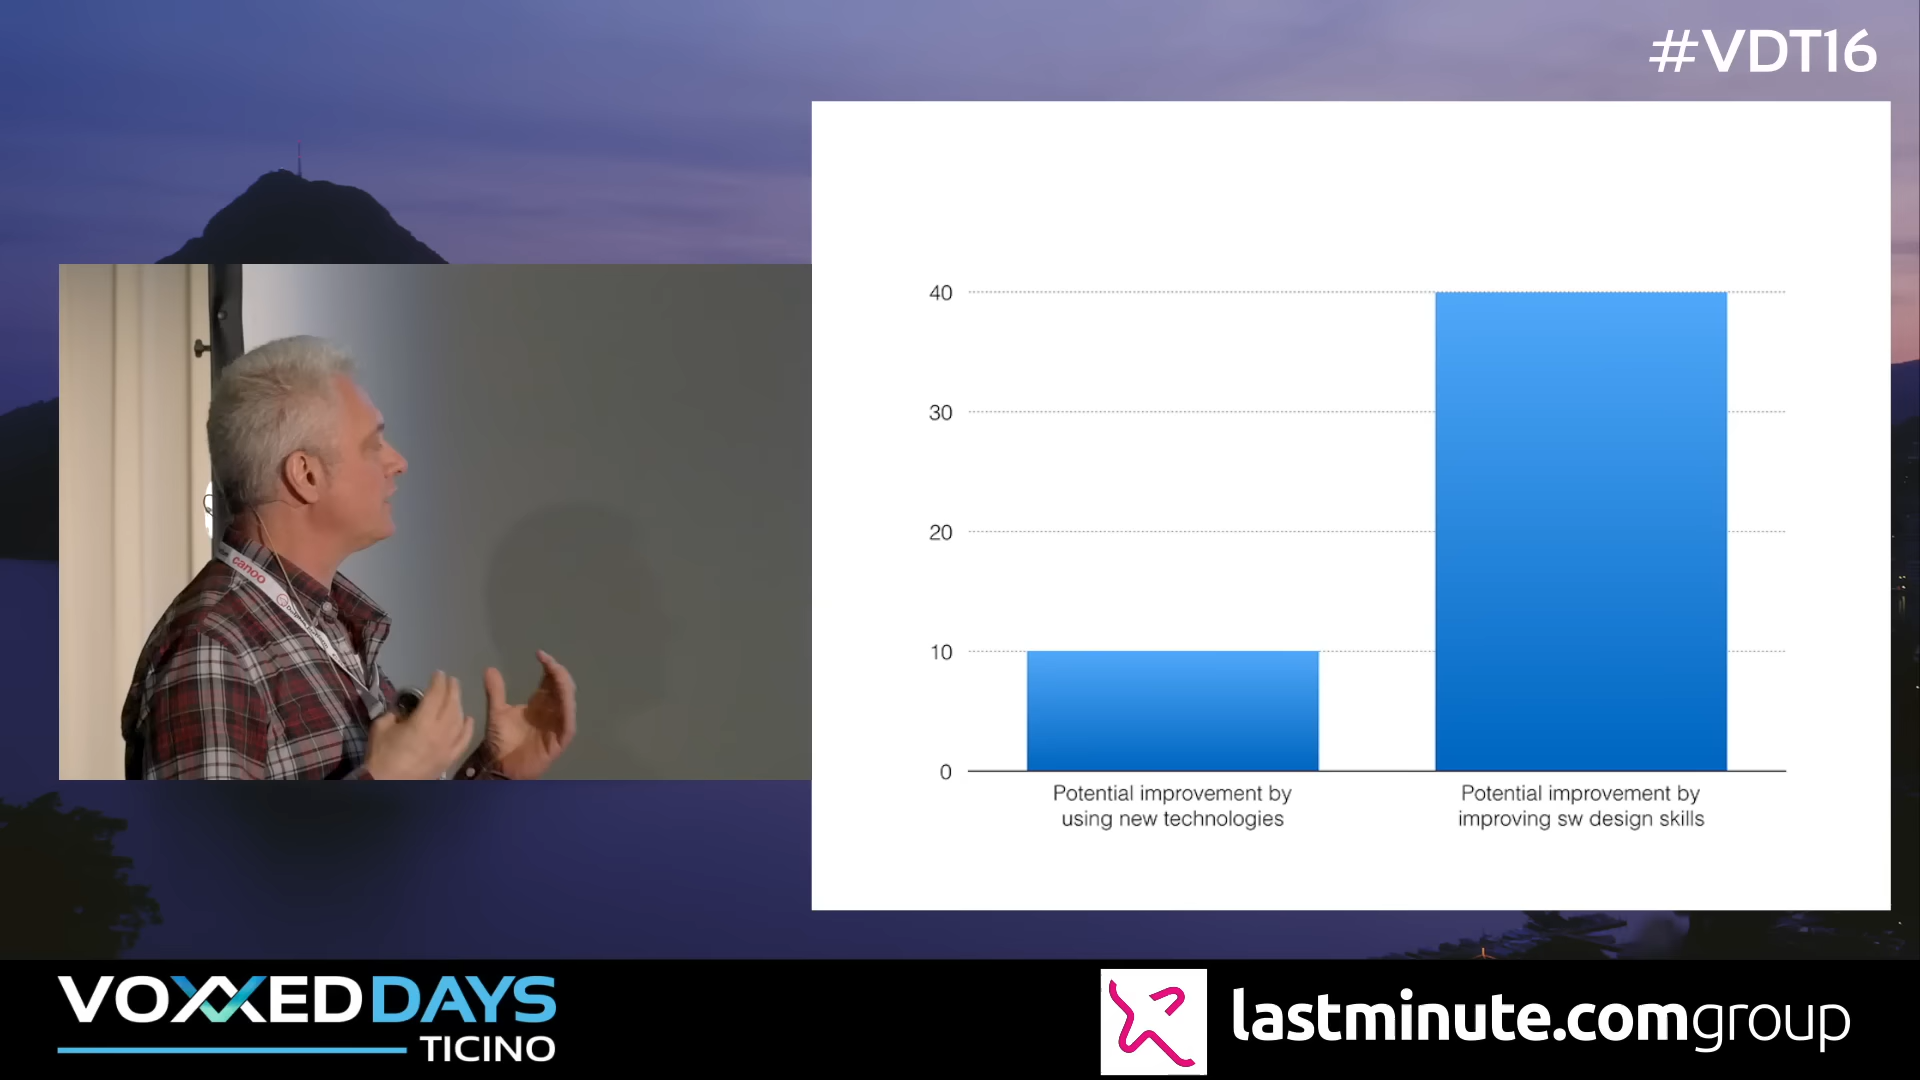 #VDT16
40
30
20
10
0
Potential improvement by
using new technologies
Potential improvement by
improving sw design skills
canoo
VOXXEDDAYS
TICINO
lastminute.comgroup